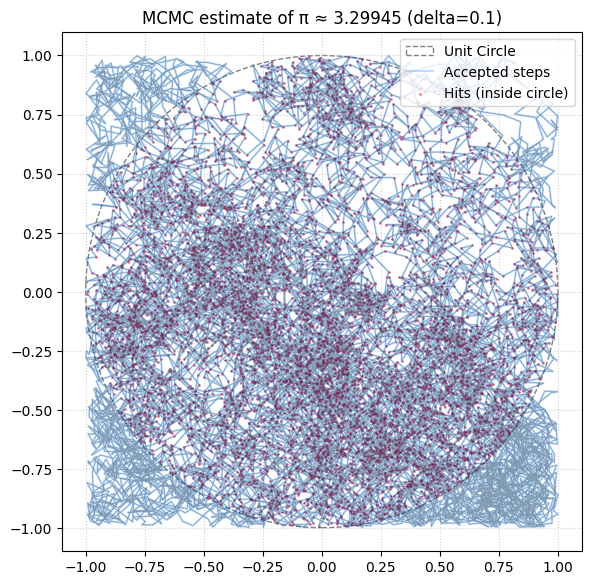 MCMC estimate of π ≈ 3.29945 (delta=0.1)
Unit Circle
Accepted steps
Hits (inside circle)
1.00
0.75
0.50
0.25
0.00
−0.25
−0.50
−0.75
−1.00
−1.00 −0.75 −0.50 −0.25 0.00 0.25 0.50 0.75 1.00